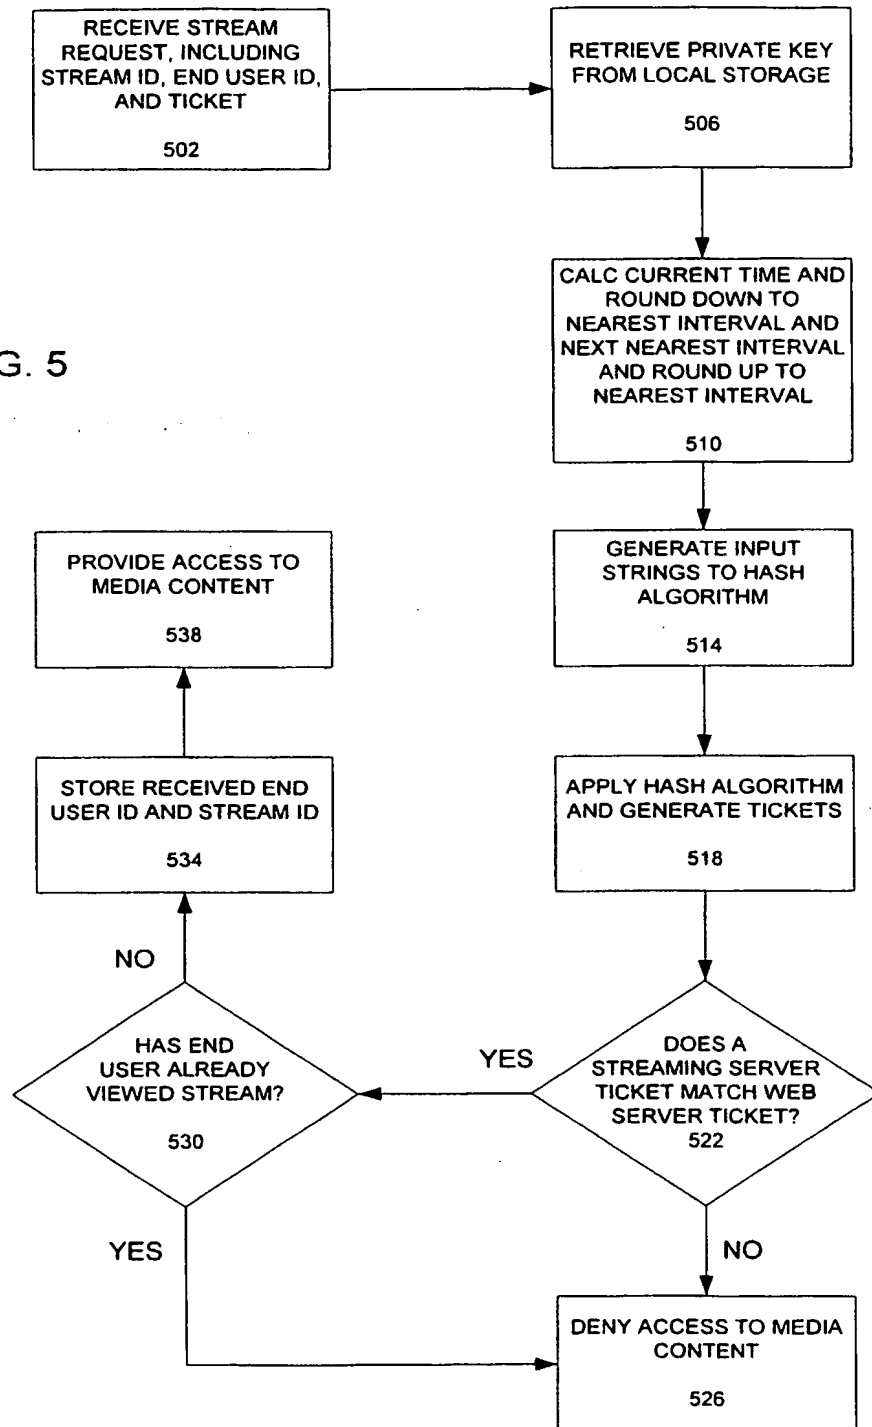 RECEIVE STREAM
REQUEST, INCLUDING
STREAM ID, END USER ID,
AND TICKET
502
RETRIEVE PRIVATE KEY
FROM LOCAL STORAGE
506
CALC CURRENT TIME AND
ROUND DOWN TO
NEAREST INTERVAL AND
NEXT NEAREST INTERVAL
AND ROUND UP TO
NEAREST INTERVAL
510
G. 5
GENERATE INPUT
STRINGS TO HASH
ALGORITHM
514
PROVIDE ACCESS TO
MEDIA CONTENT
538
APPLY HASH ALGORITHM
AND GENERATE TICKETS
518
STORE RECEIVED END
USER ID AND STREAM ID
534
NO
DOES A
STREAMING SERVER
TICKET MATCH WEB
SERVER TICKET?
522
YES
HAS END
USER ALREADY
VIEWED STREAM?
530
YES
NO
DENY ACCESS TO MEDIA
CONTENT
526